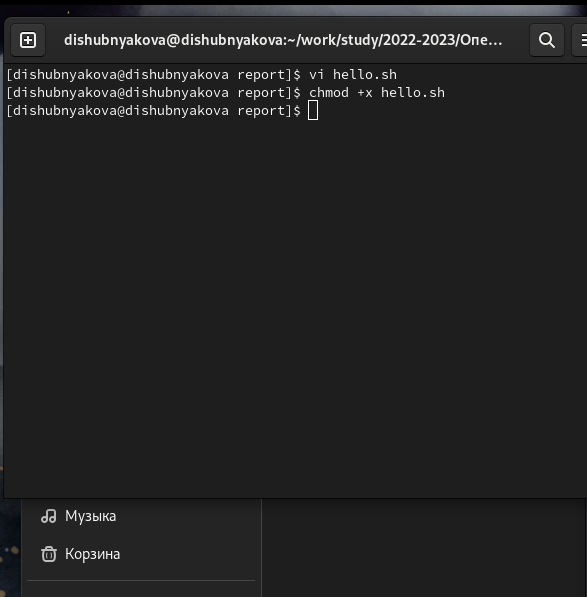 dishubnyakova@dishubnyakova:~/work/study/2022-2023/Опе...
[dishubnyakova@dishubnyakova report]$ vi hello.sh
[dishubnyakova@dishubnyakova report]$ chmod +x hello.sh
[dishubnyakova@dishubnyakova report]$
Музыка
Корзина